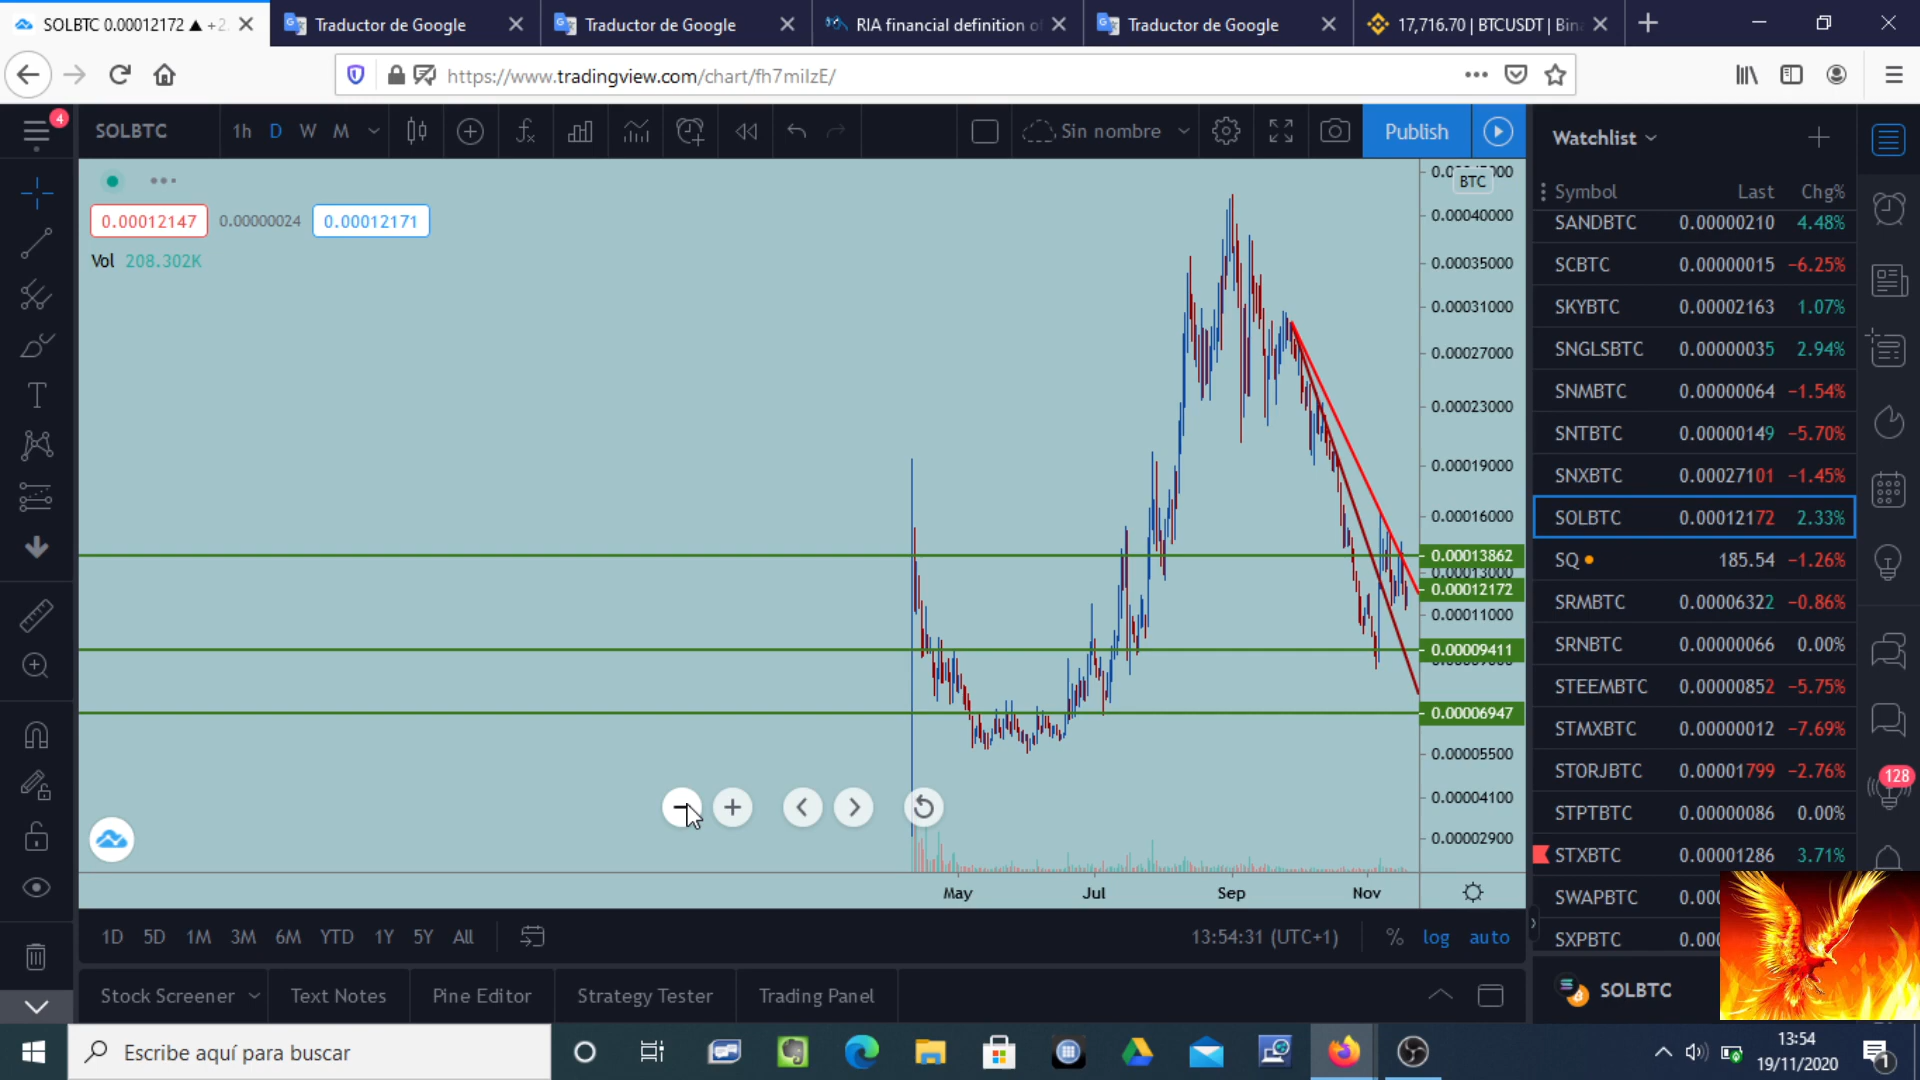 SOLBTC 0.00012172 ▲ +2
Traductor de Google
Traductor de Google
RIA financial definition o
Traductor de Google
17,716.70 | BTCUSDT | Bin
https://www.tradingview.com/chart/fh7miIzE/
4
SOLBTC
1h D W M
Sin nombre
Publish
Watchlist
Symbol Last Chg%
0.00012147 0.00000024 0.00012171
Vol 208.302K
BTC
0.00040000
0.00035000
0.00031000
0.00027000
0.00023000
0.00019000
0.00016000
0.00013862
0.00013000
0.00012172
0.00011000
0.00009411
0.00006947
0.00005500
0.00004100
0.00002900
May Jul Sep Nov
SANDBTC 0.00000210 4.48%
SCBTC 0.00000015 −6.25%
SKYBTC 0.00002163 1.07%
SNGLSBTC 0.00000035 2.94%
SNMBTC 0.00000064 −1.54%
SNTBTC 0.00000149 −5.70%
SNXBTC 0.00027101 −1.45%
SOLBTC 0.00012172 2.33%
SQ 185.54 −1.26%
SRMBTC 0.00006322 −0.86%
SRNBTC 0.00000066 0.00%
STEEMBTC 0.00000852 −5.75%
STMXBTC 0.00000012 −7.69%
STORJBTC 0.00001799 −2.76%
STPTBTC 0.00000086 0.00%
STXBTC 0.00001286 3.71%
SWAPBTC 0.00
SXPBTC 0.00
128
SOLBTC
1D 5D 1M 3M 6M YTD 1Y 5Y All
13:54:31 (UTC+1) % log auto
Stock Screener Text Notes Pine Editor Strategy Tester Trading Panel
Escribe aquí para buscar
13:54
19/11/2020
1